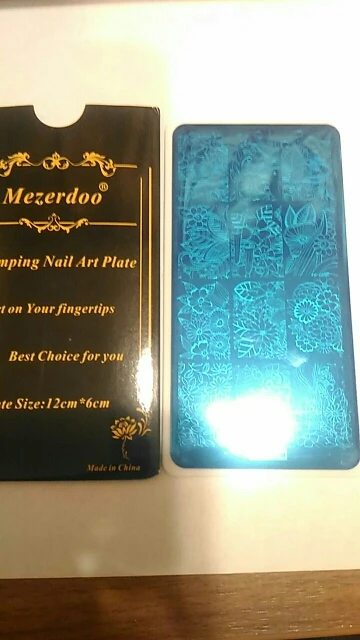 Mezerdoo®
mping Nail Art Plate
t on Your fingertips
Best Choice for you
te Size:12cm*6cm
Made in China